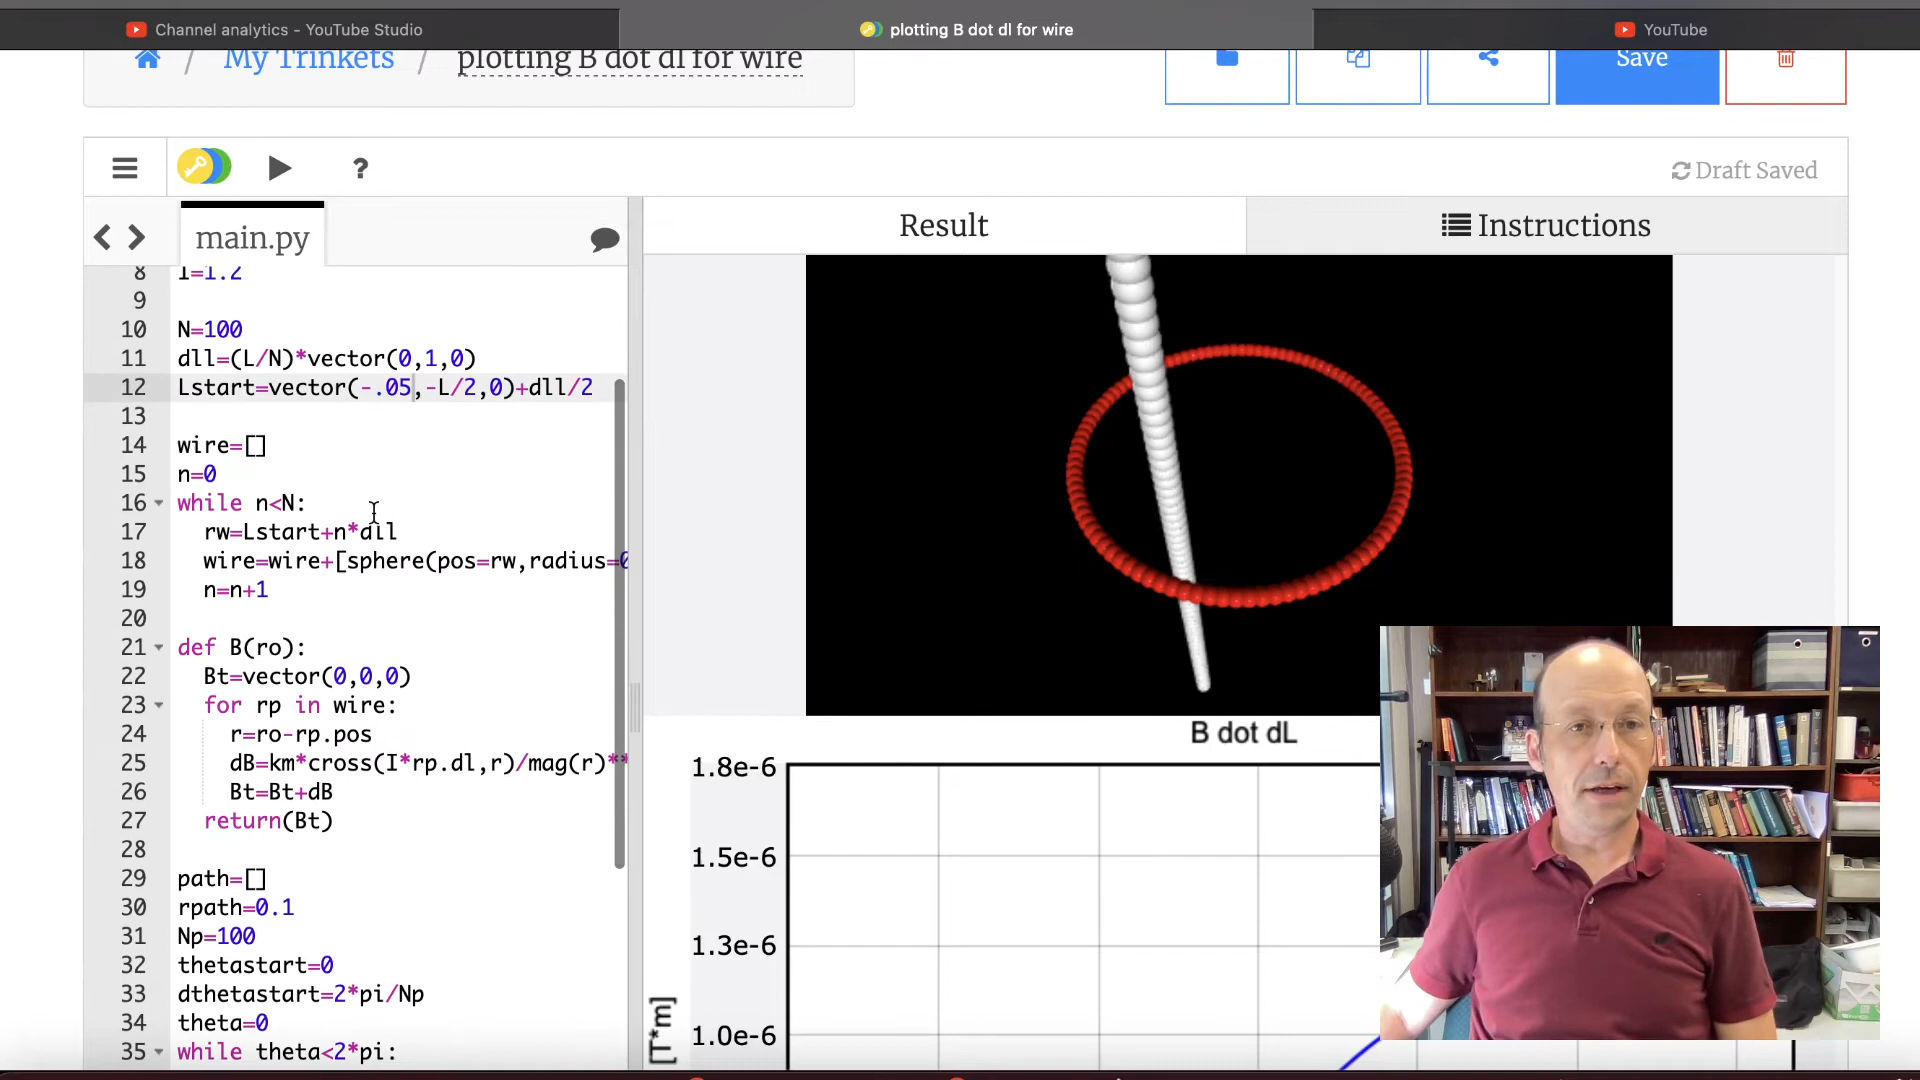 Channel analytics - YouTube Studio
plotting B dot dl for wire
YouTube
/ My Trinkets / plotting B dot dl for wire
Save
?
Draft Saved
main.py
Result
Instructions
8 I=1.2
9
10 N=100
11 dll=(L/N)*vector(0,1,0)
12 Lstart=vector(-.05,-L/2,0)+dll/2
13
14 wire=[]
15 n=0
16 while n<N:
17 rw=Lstart+n*dll
18 wire=wire+[sphere(pos=rw,radius=0
19 n=n+1
20
21 def B(ro):
22 Bt=vector(0,0,0)
23 for rp in wire:
24 r=ro-rp.pos
25 dB=km*cross(I*rp.dl,r)/mag(r)**
26 Bt=Bt+dB
27 return(Bt)
28
29 path=[]
30 rpath=0.1
31 Np=100
32 thetastart=0
33 dthetastart=2*pi/Np
34 theta=0
35 while theta<2*pi:
B dot dL
1.8e-6
1.5e-6
1.3e-6
1.0e-6
[T*m]